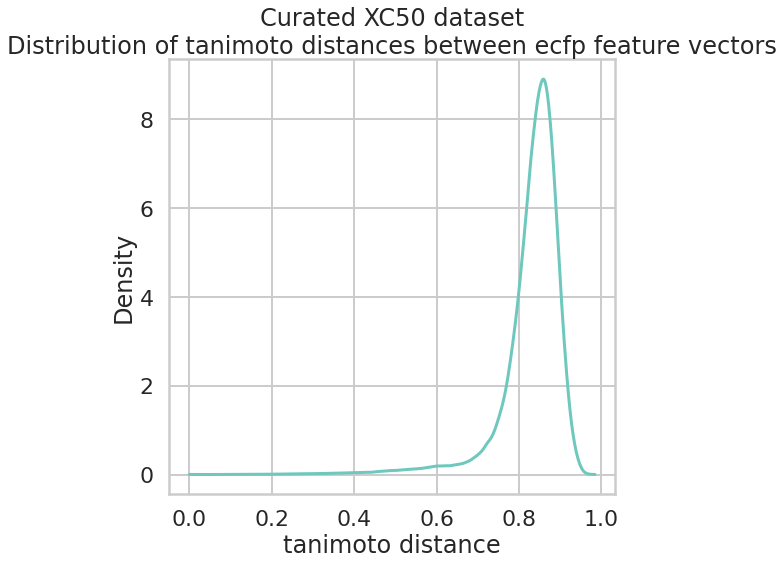 Curated XC50 dataset
Distribution of tanimoto distances between ecfp feature vectors
8
6
4
2
0
Density
0.0 0.2 0.4 0.6 0.8 1.0
tanimoto distance